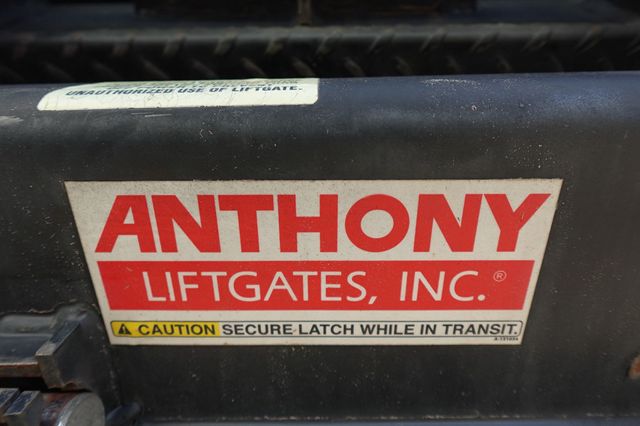 UNAUTHORIZED USE OF LIFTGATE.
ANTHONY
LIFTGATES, INC.®
CAUTION SECURE LATCH WHILE IN TRANSIT.